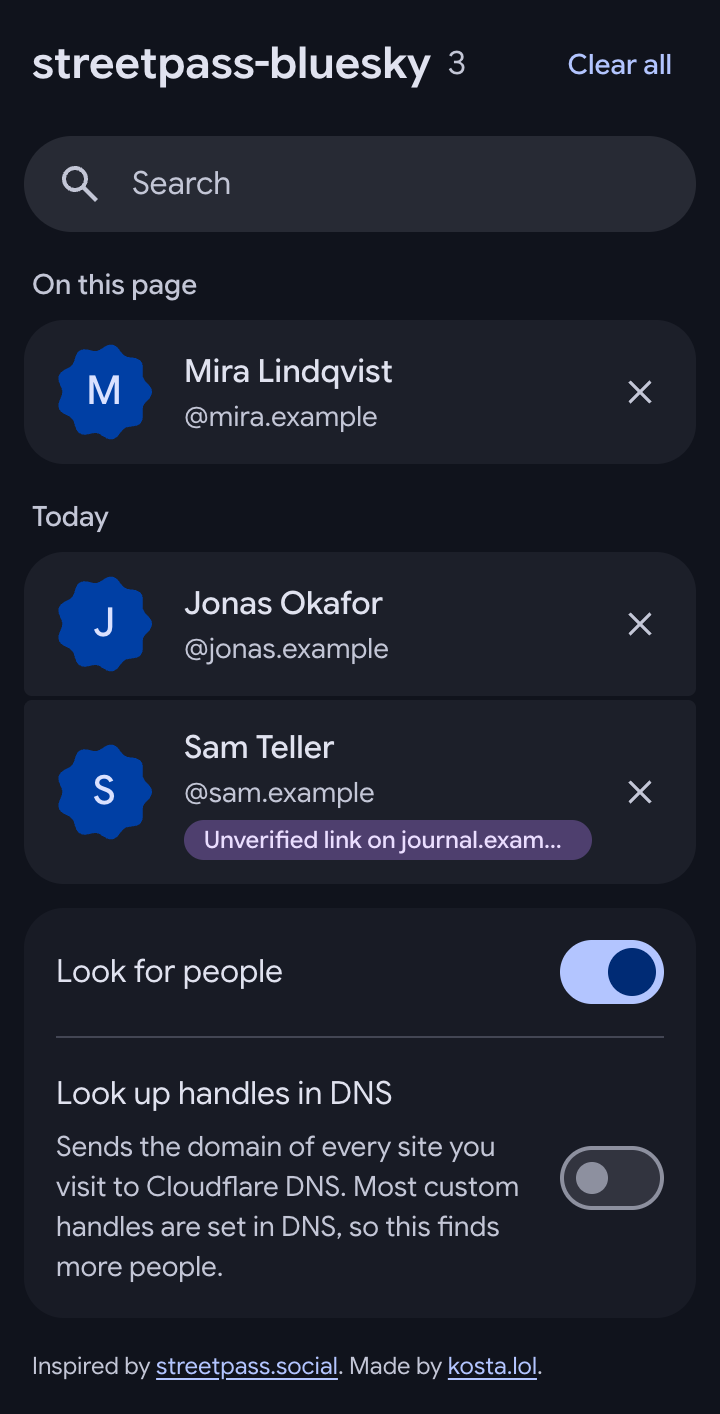 streetpass-bluesky 3 Clear all
Search
On this page
M
Mira Lindqvist
@mira.example
Today
J
Jonas Okafor
@jonas.example
S
Sam Teller
@sam.example
Unverified link on journal.exam...
Look for people
Look up handles in DNS
Sends the domain of every site you
visit to Cloudflare DNS. Most custom
handles are set in DNS, so this finds
more people.
Inspired by streetpass.social. Made by kosta.lol.